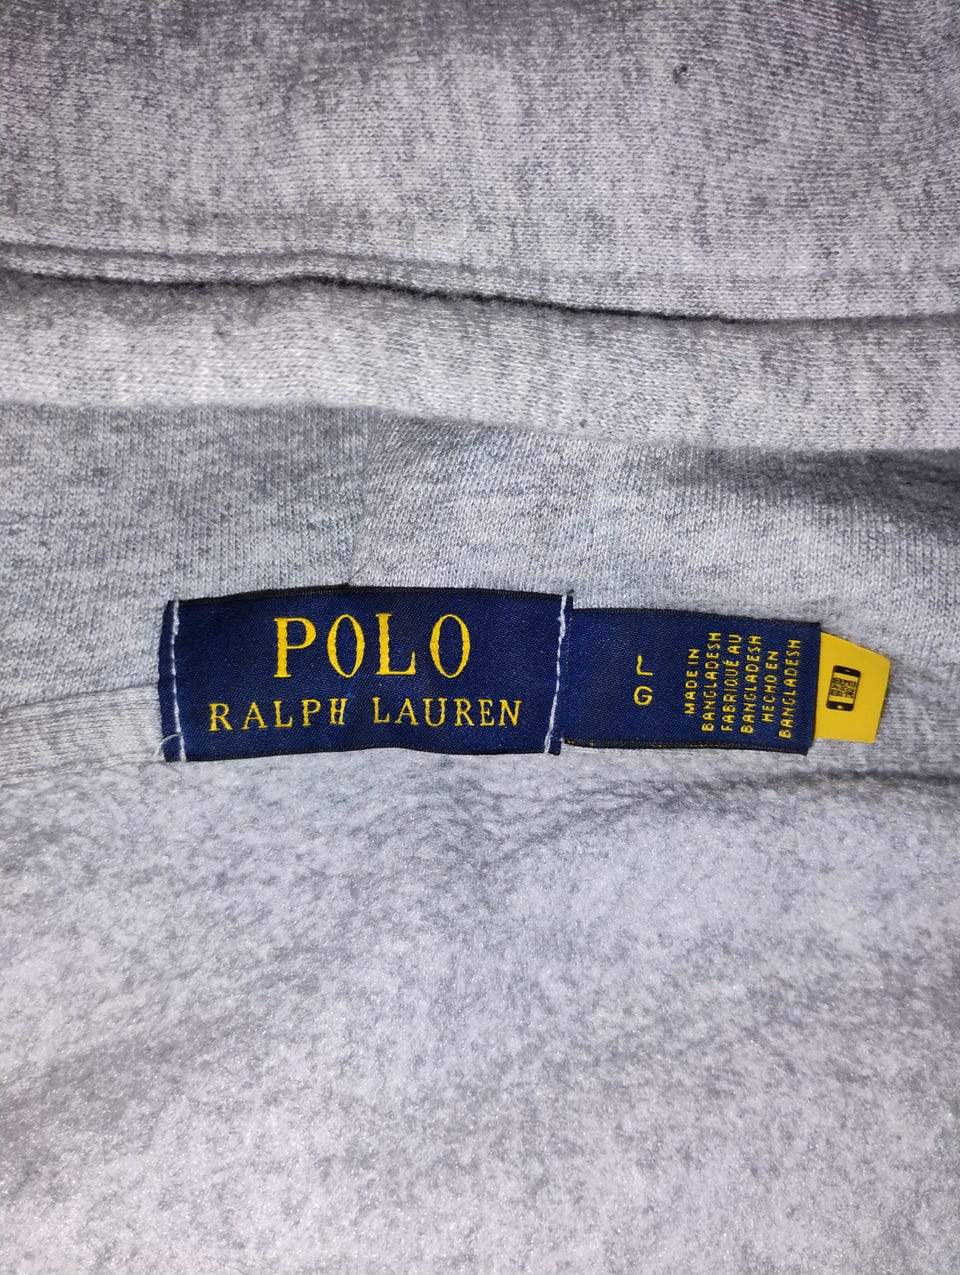 POLO
RALPH LAUREN
L
G
MADE IN
BANGLADESH
FABRIQUÉ AU
BANGLADESH
HECHO EN
BANGLADESH